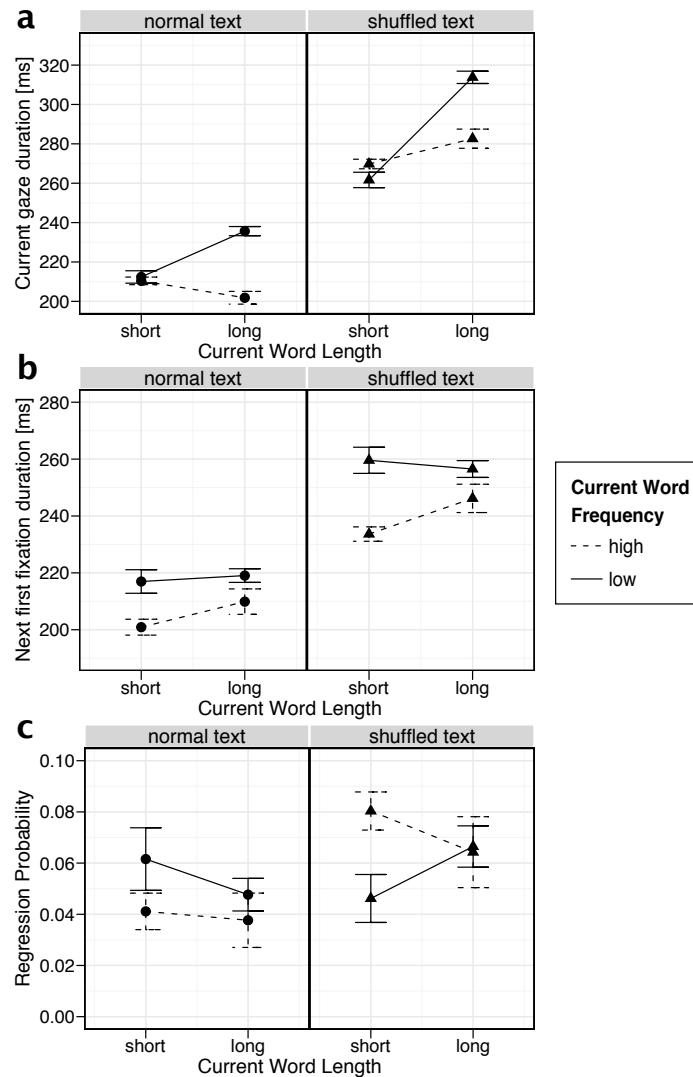 a
normal text shuffled text
Current gaze duration [ms]
320
300
280
260
240
220
200
short long short long
Current Word Length
b
normal text shuffled text
Next first fixation duration [ms]
280
260
240
220
200
short long short long
Current Word Length
Current Word
Frequency
high
low
c
normal text shuffled text
Regression Probability
0.10
0.08
0.06
0.04
0.02
0.00
short long short long
Current Word Length